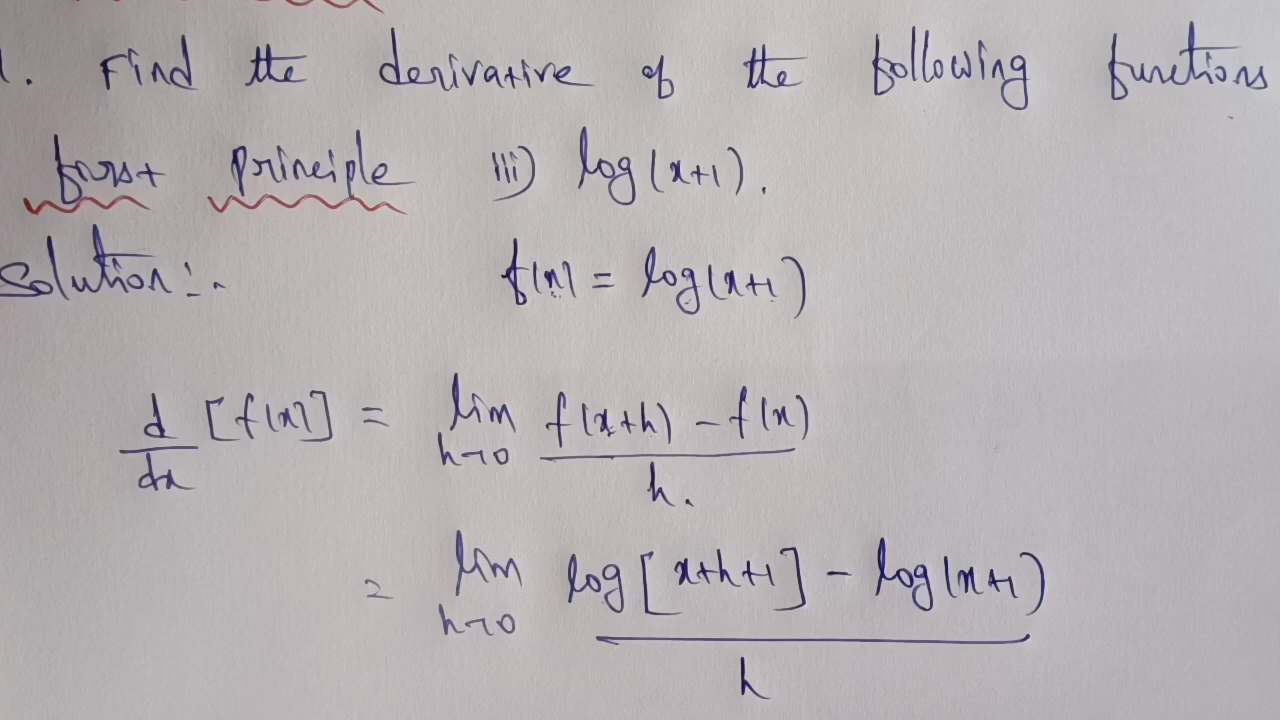 1. Find the derivative of the following functions
first principle iii) log(x+1).
Solution:-
f(x) = log(x+1)
d/dx [f(x)] = lim h→0 f(x+h) - f(x) / h.
= lim h→0 log[x+h+1] - log(x+1) / h